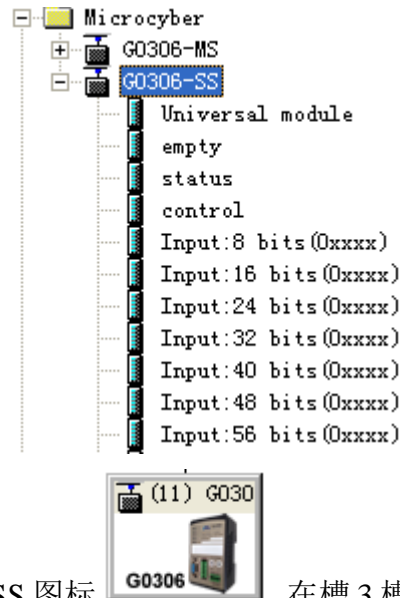 Microcyber
G0306-MS
G0306-SS
Universal module
empty
status
control
Input:8 bits(0xxxx)
Input:16 bits(0xxxx)
Input:24 bits(0xxxx)
Input:32 bits(0xxxx)
Input:40 bits(0xxxx)
Input:48 bits(0xxxx)
Input:56 bits(0xxxx)
(11) G030
G0306
SS 图标
在槽 3 槽